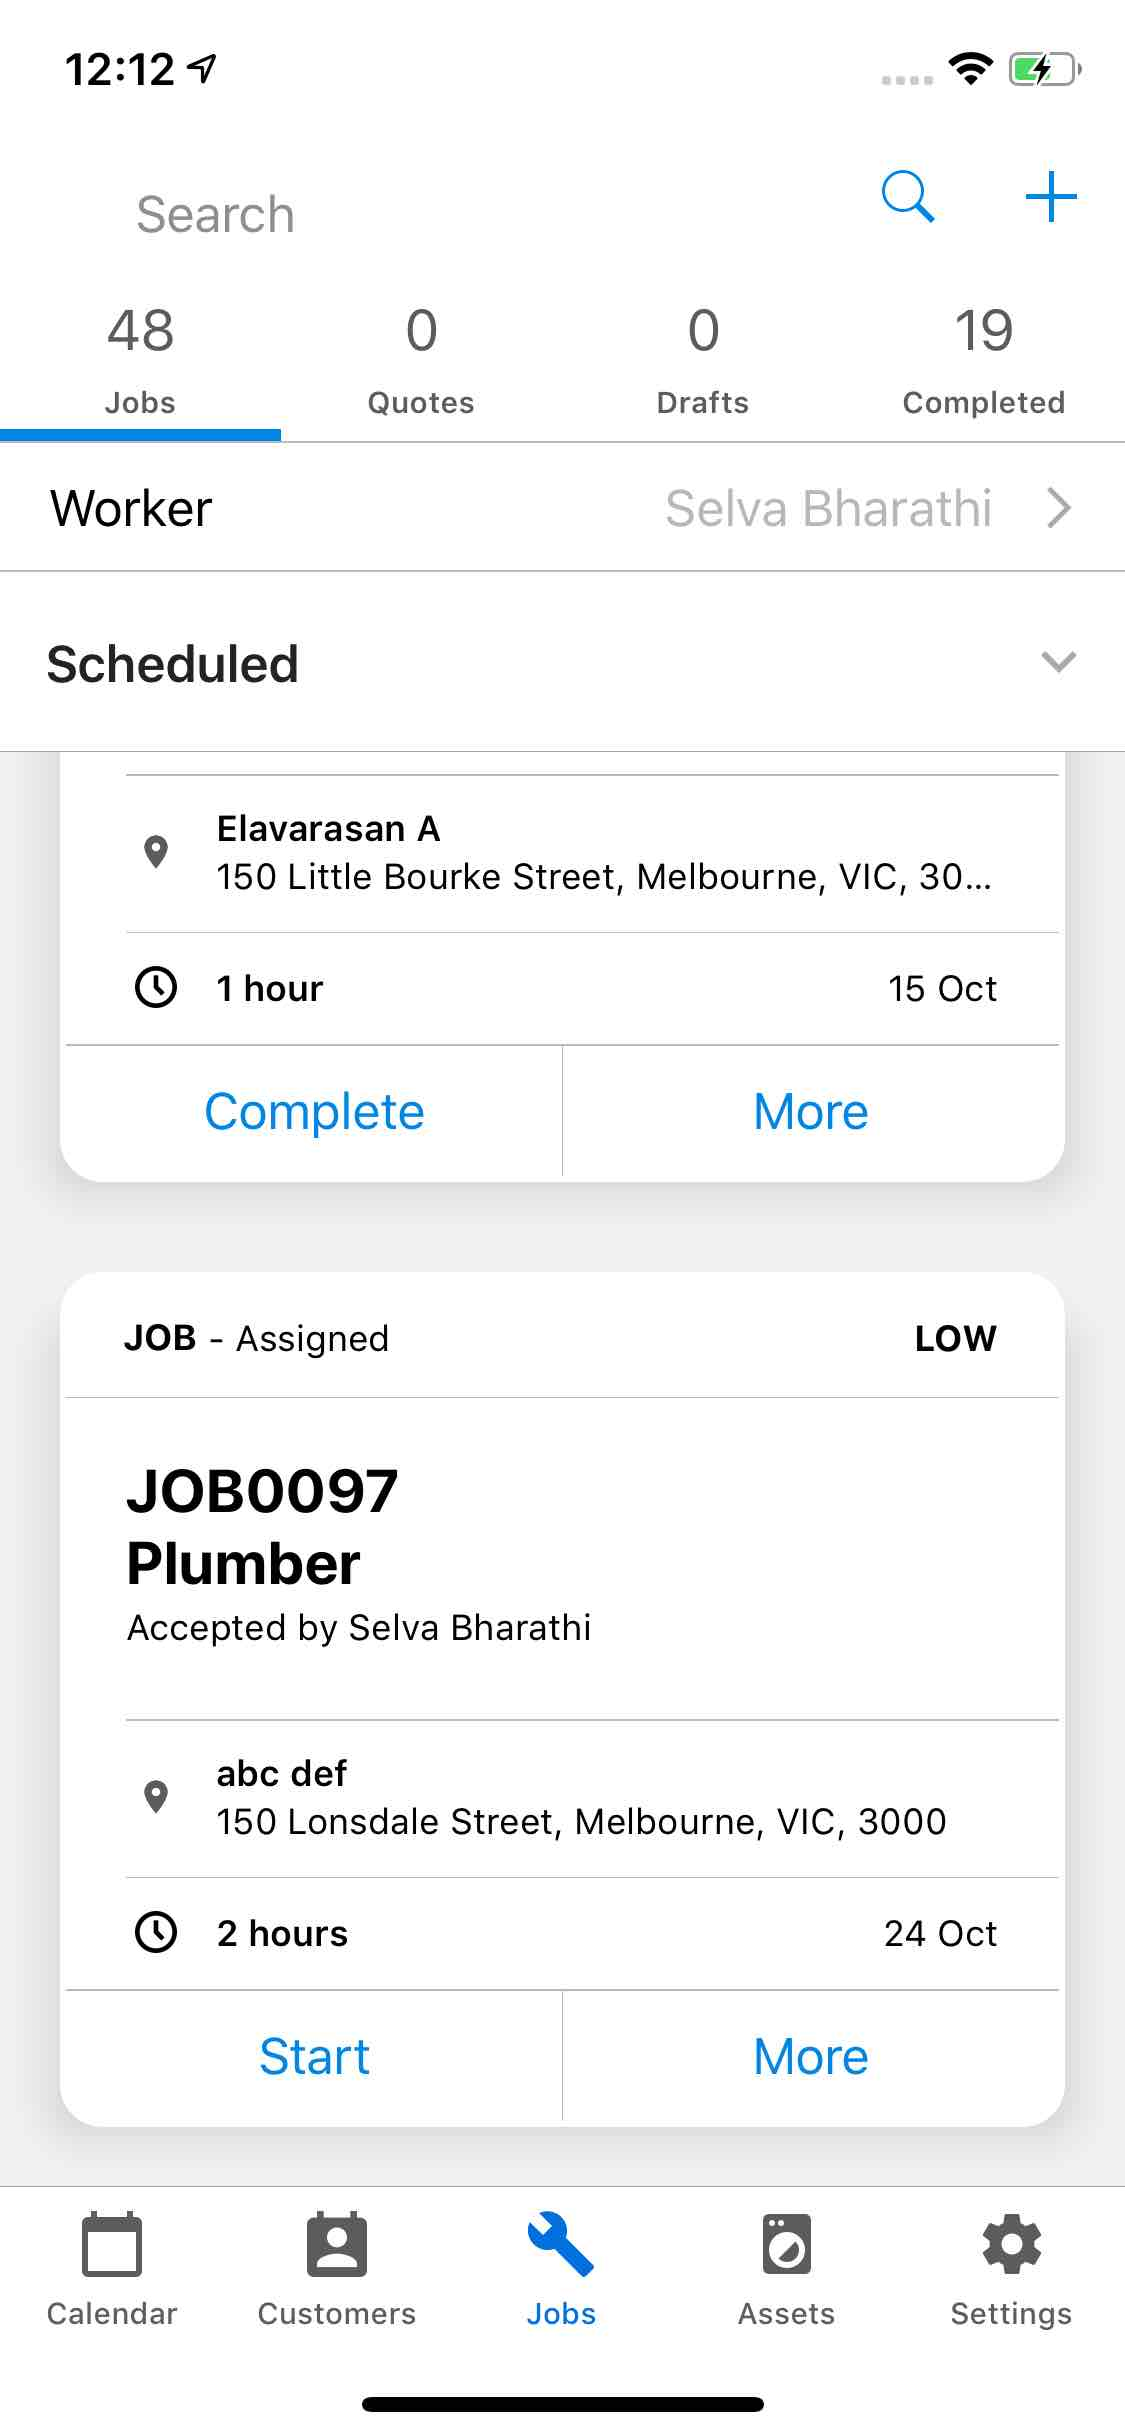 12:12
Search
48 0 0 19
Jobs Quotes Drafts Completed
Worker Selva Bharathi
Scheduled
Elavarasan A
150 Little Bourke Street, Melbourne, VIC, 30...
1 hour 15 Oct
Complete More
JOB - Assigned LOW
JOB0097
Plumber
Accepted by Selva Bharathi
abc def
150 Lonsdale Street, Melbourne, VIC, 3000
2 hours 24 Oct
Start More
Calendar Customers Jobs Assets Settings